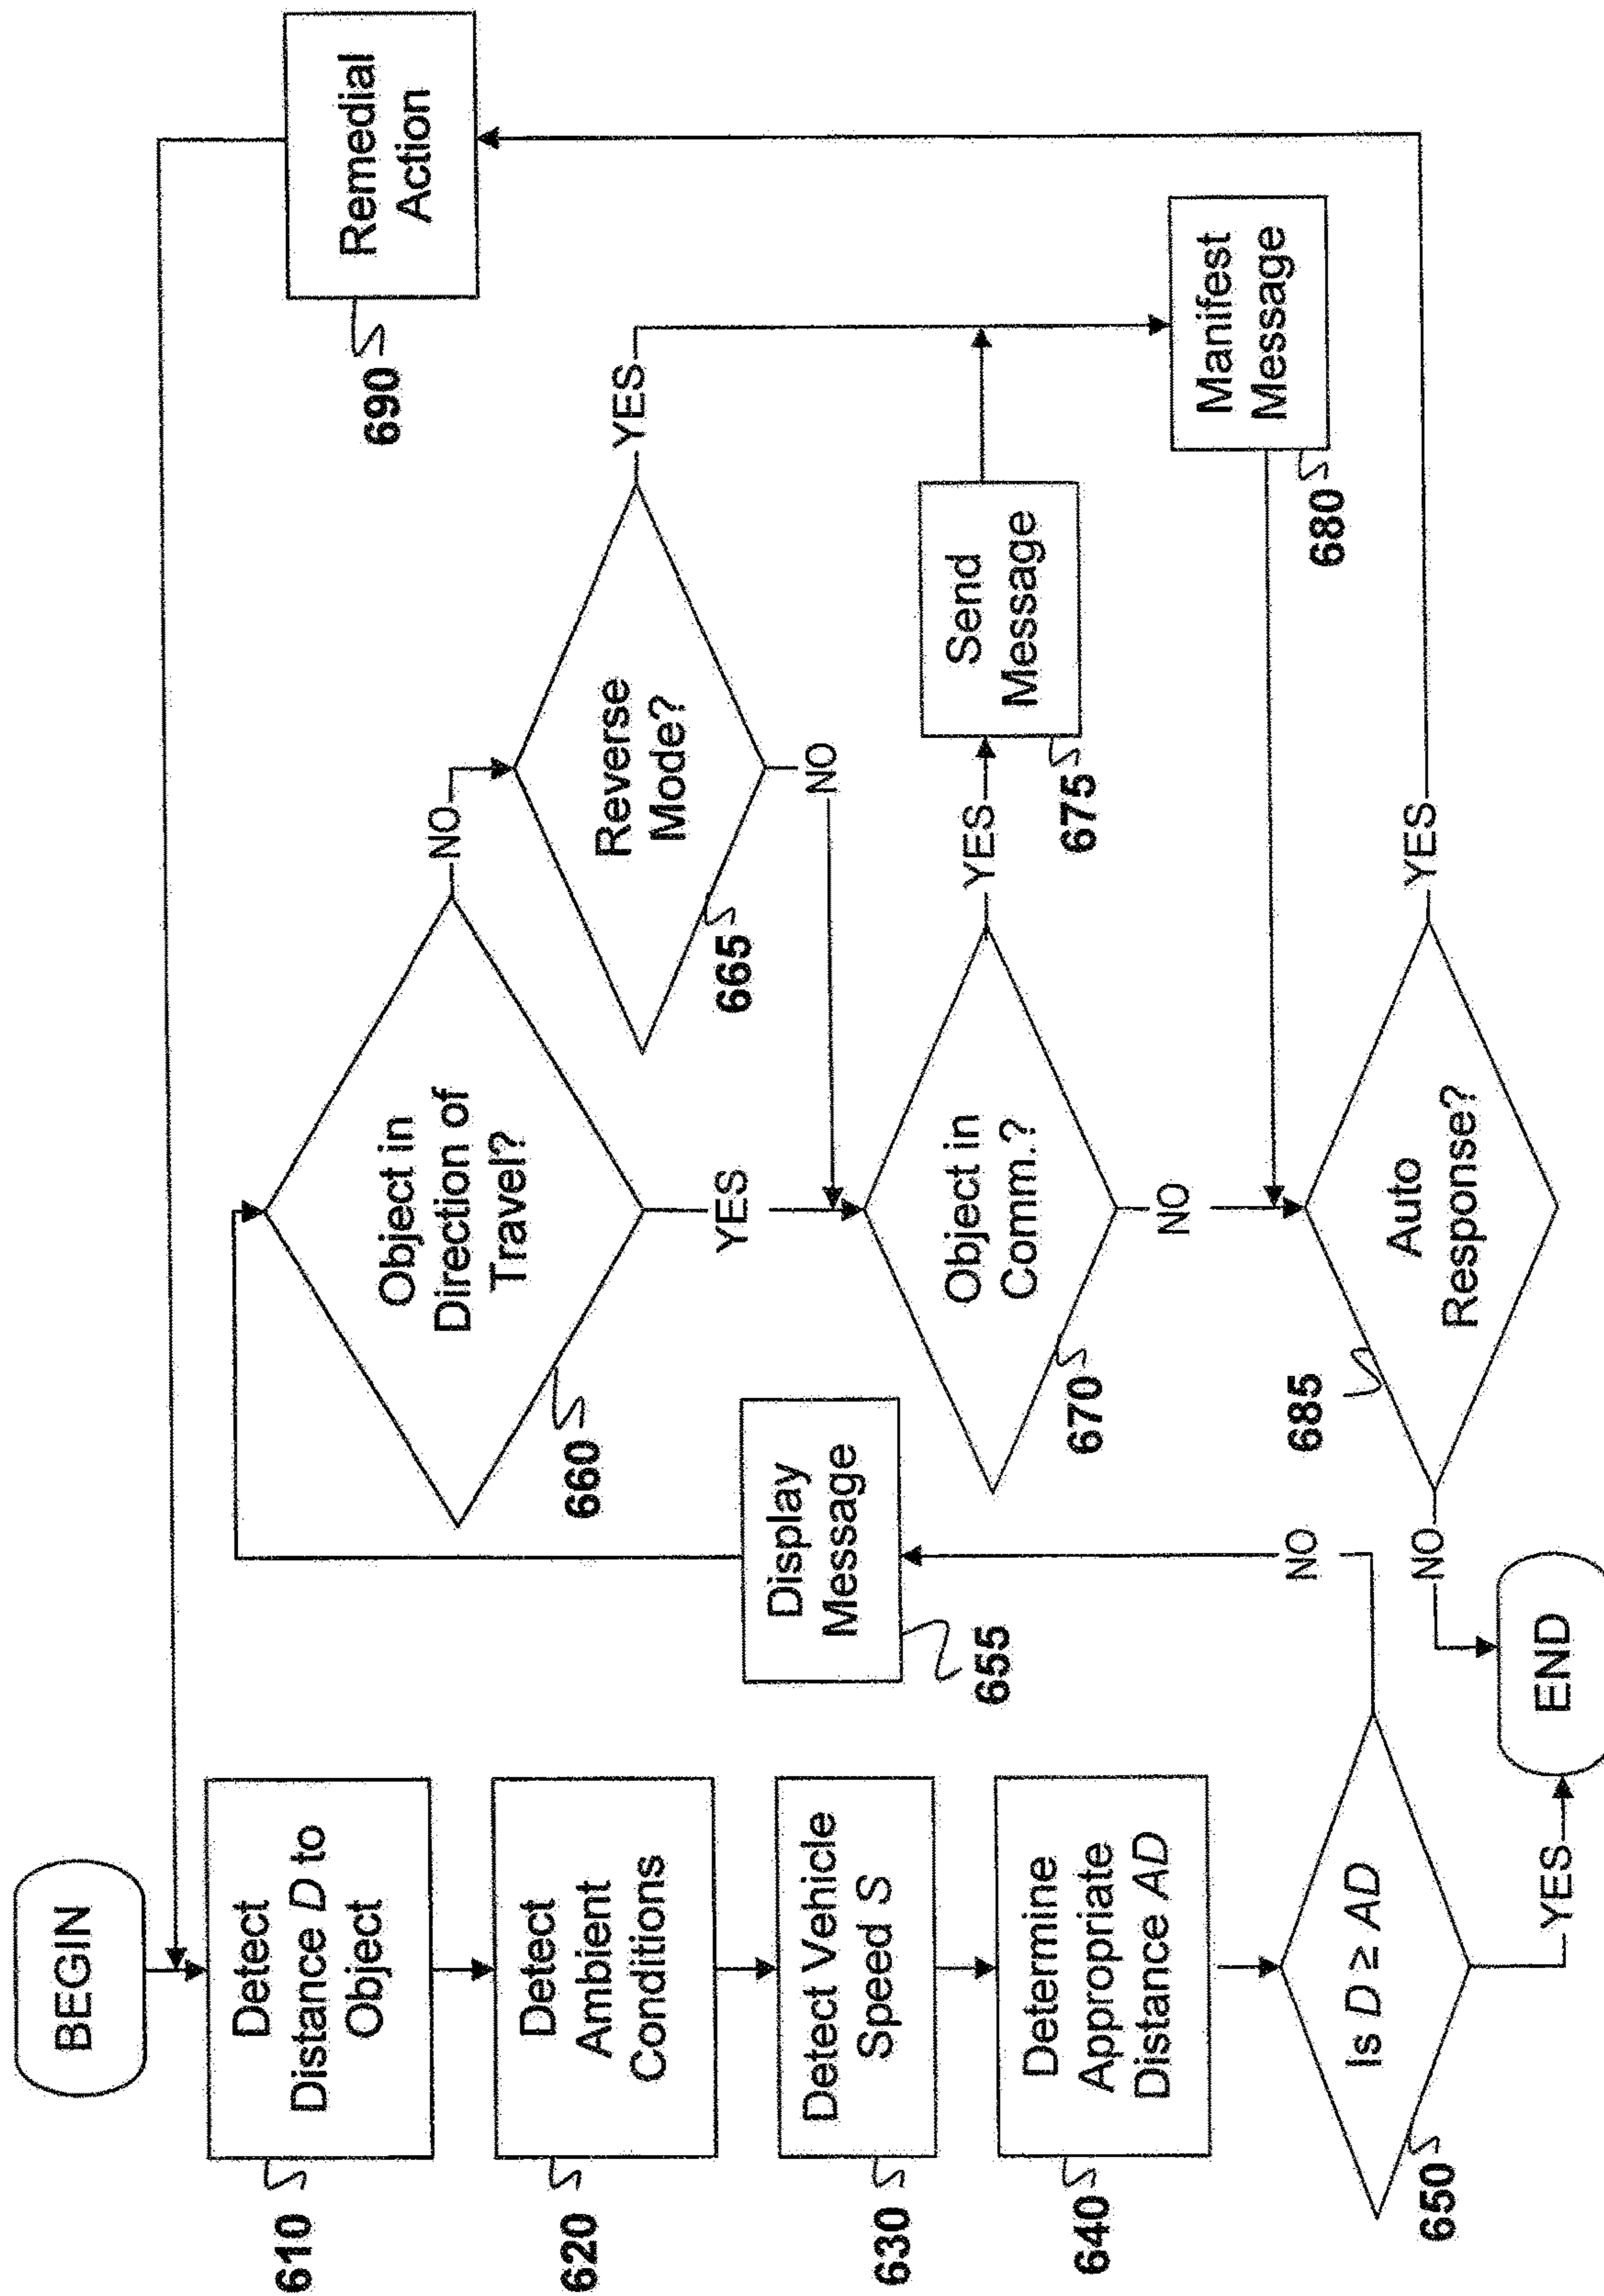 BEGIN
Detect
Distance D to
Object
610
Detect
Ambient
Conditions
620
Detect Vehicle
Speed S
630
Determine
Appropriate
Distance AD
640
Is D ≥ AD
650
YES
NO
END
Display
Message
655
Object in
Direction of
Travel?
660
NO
YES
Reverse
Mode?
665
YES
NO
Object in
Comm.?
670
YES
NO
Send
Message
675
Manifest
Message
680
Auto
Response?
685
NO
YES
Remedial
Action
690